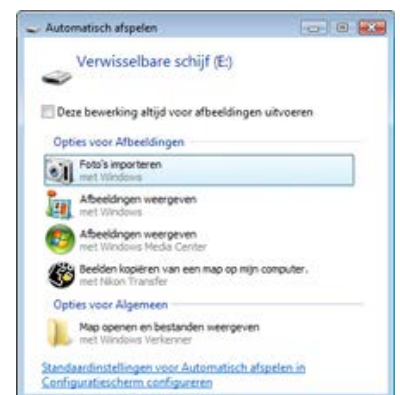 Automatisch afspelen
Verwisselbare schijf (E:)
Deze bewerking altijd voor afbeeldingen uitvoeren
Opties voor Afbeeldingen
Foto's importeren
met Windows
Afbeeldingen weergeven
met Windows
Afbeeldingen weergeven
met Windows Media Center
Beelden kopiëren van een map op mijn computer.
met Nikon Transfer
Opties voor Algemeen
Map openen en bestanden weergeven
met Windows Verkenner
Standaardinstellingen voor Automatisch afspelen in
Configuratiescherm configureren